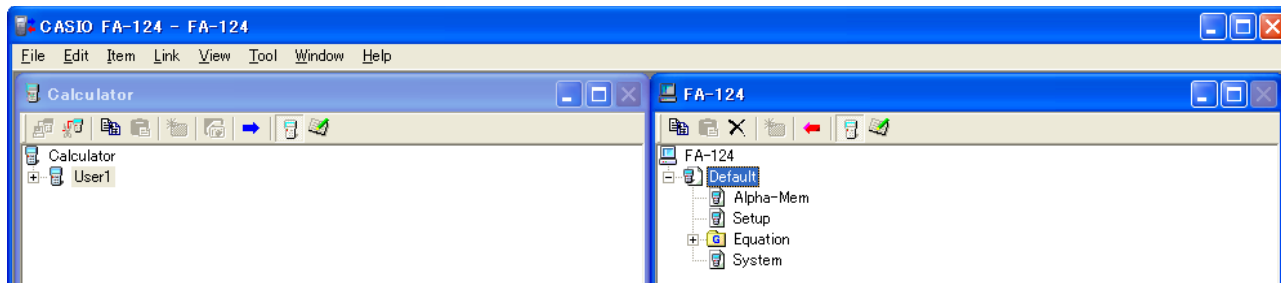 CASIO FA-124 - FA-124
File Edit Item Link View Tool Window Help
Calculator
Calculator
User1
FA-124
FA-124
Default
Alpha-Mem
Setup
G Equation
System